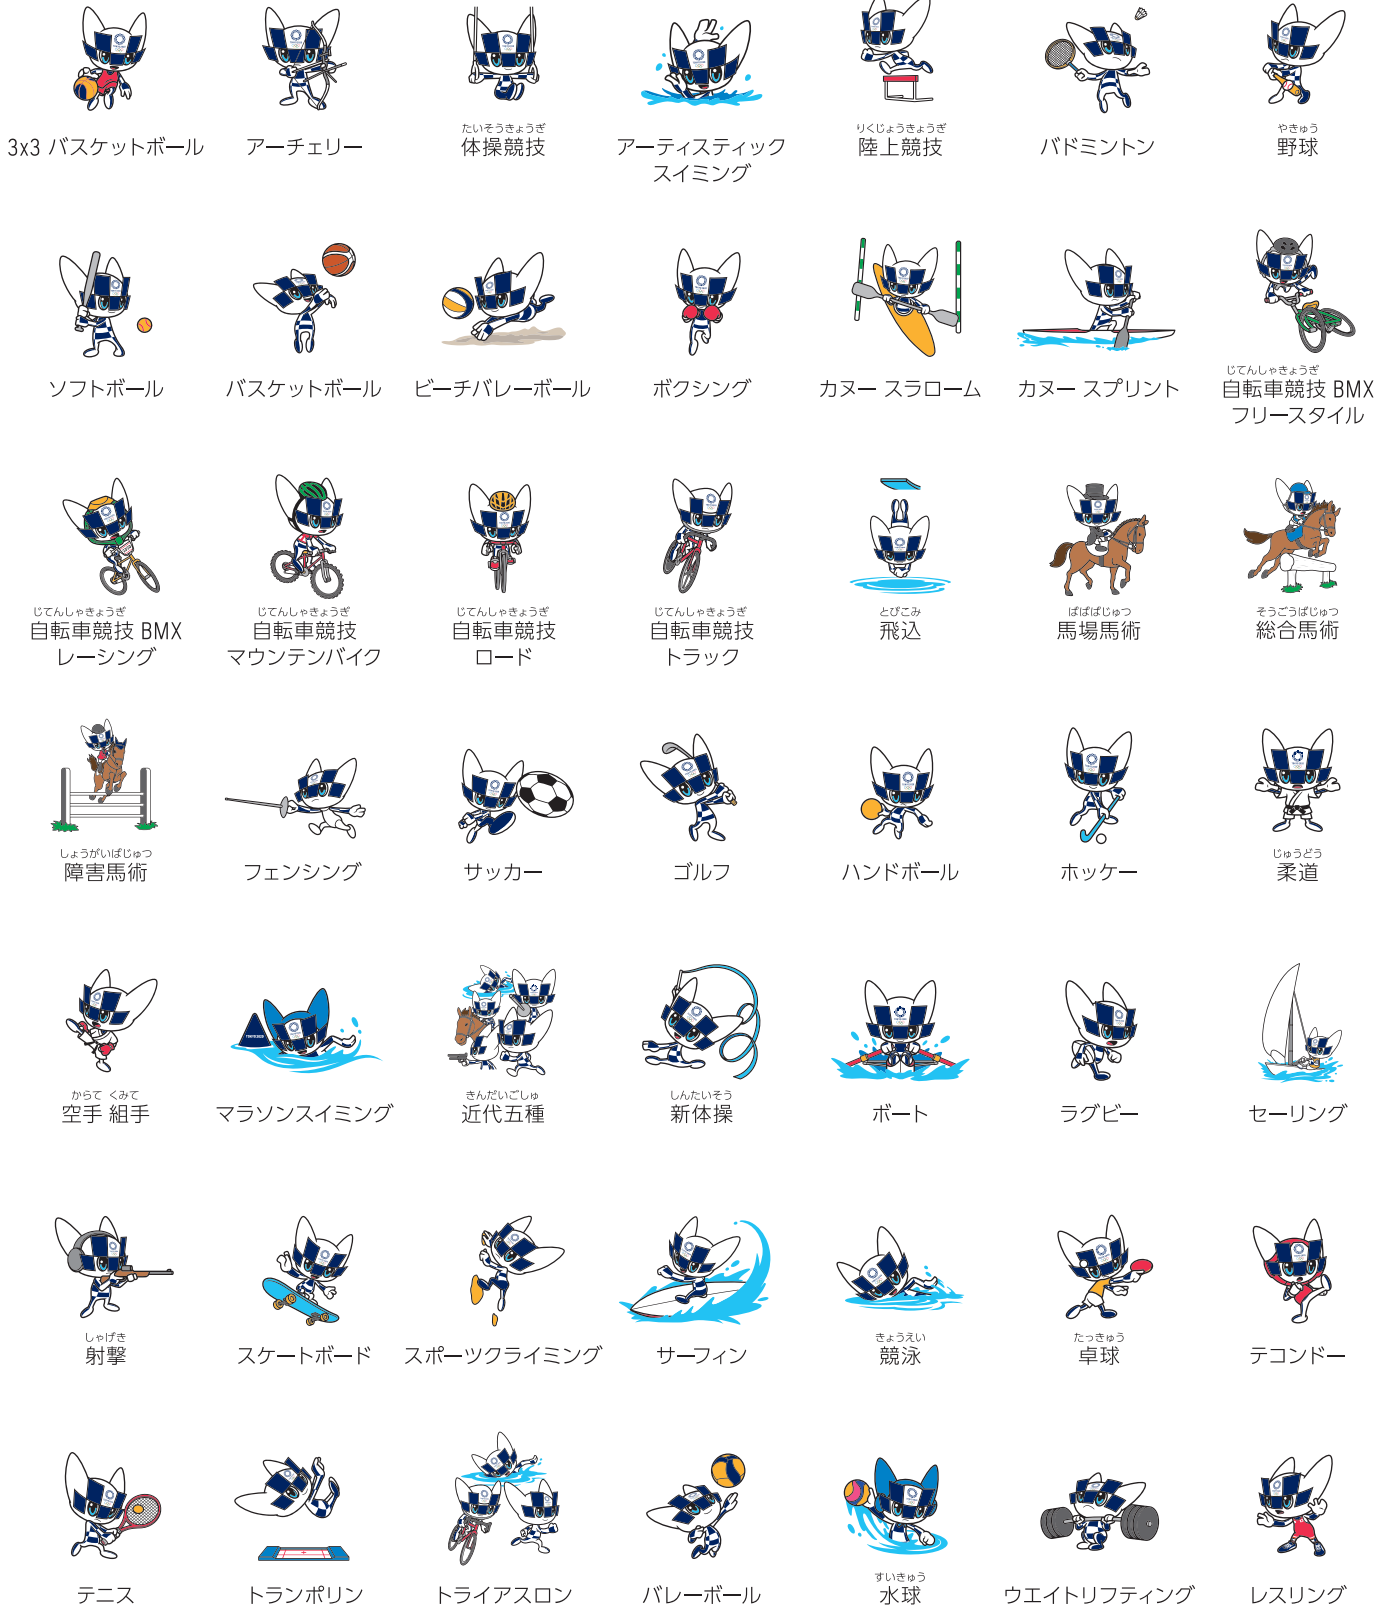 3x3 バスケットボール
アーチェリー
たいそうきょうぎ
体操競技
アーティスティック
スイミング
りくじょうきょうぎ
陸上競技
バドミントン
やきゅう
野球
ソフトボール
バスケットボール
ビーチバレーボール
ボクシング
カヌー スラローム
カヌー スプリント
じてんしゃきょうぎ
自転車競技 BMX
フリースタイル
じてんしゃきょうぎ
自転車競技 BMX
レーシング
じてんしゃきょうぎ
自転車競技
マウンテンバイク
じてんしゃきょうぎ
自転車競技
ロード
じてんしゃきょうぎ
自転車競技
トラック
とびこみ
飛込
ばばばじゅつ
馬場馬術
そうごうばじゅつ
総合馬術
しょうがいばじゅつ
障害馬術
フェンシング
サッカー
ゴルフ
ハンドボール
ホッケー
じゅうどう
柔道
からて くみて
空手 組手
マラソンスイミング
きんだいごしゅ
近代五種
しんたいそう
新体操
ボート
ラグビー
セーリング
しゃげき
射撃
スケートボード
スポーツクライミング
サーフィン
きょうえい
競泳
たっきゅう
卓球
テコンドー
テニス
トランポリン
トライアスロン
バレーボール
すいきゅう
水球
ウエイトリフティング
レスリング